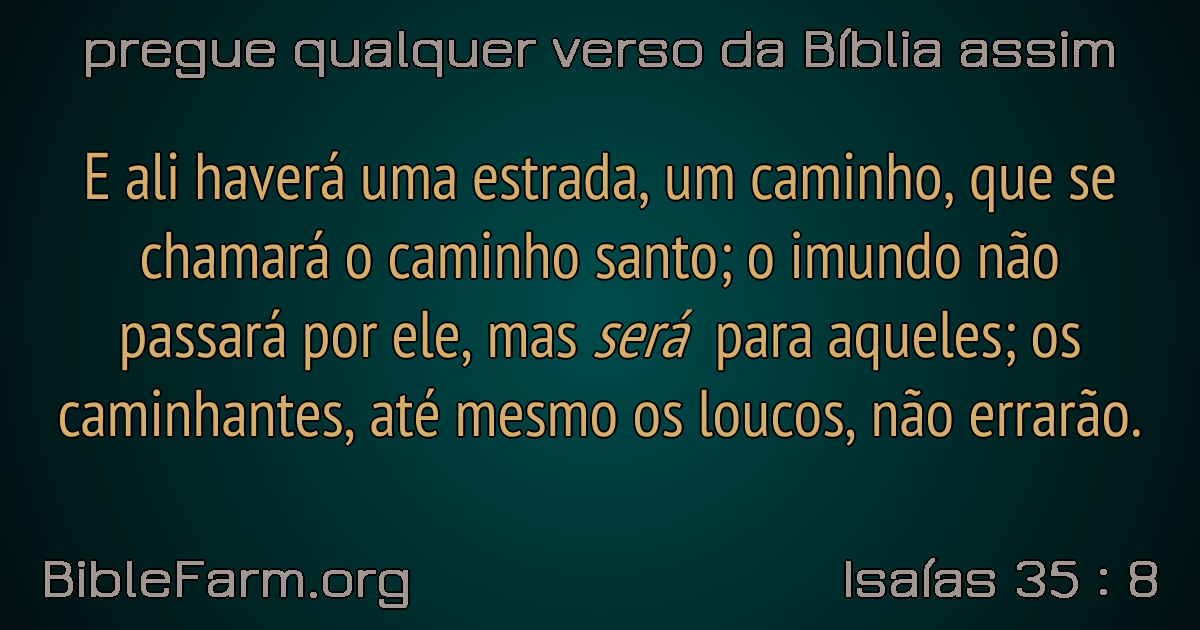 pregue qualquer verso da Bíblia assim
E ali haverá uma estrada, um caminho, que se
chamará o caminho santo; o imundo não
passará por ele, mas será para aqueles; os
caminhantes, até mesmo os loucos, não errarão.
BibleFarm.org
Isaías 35 : 8